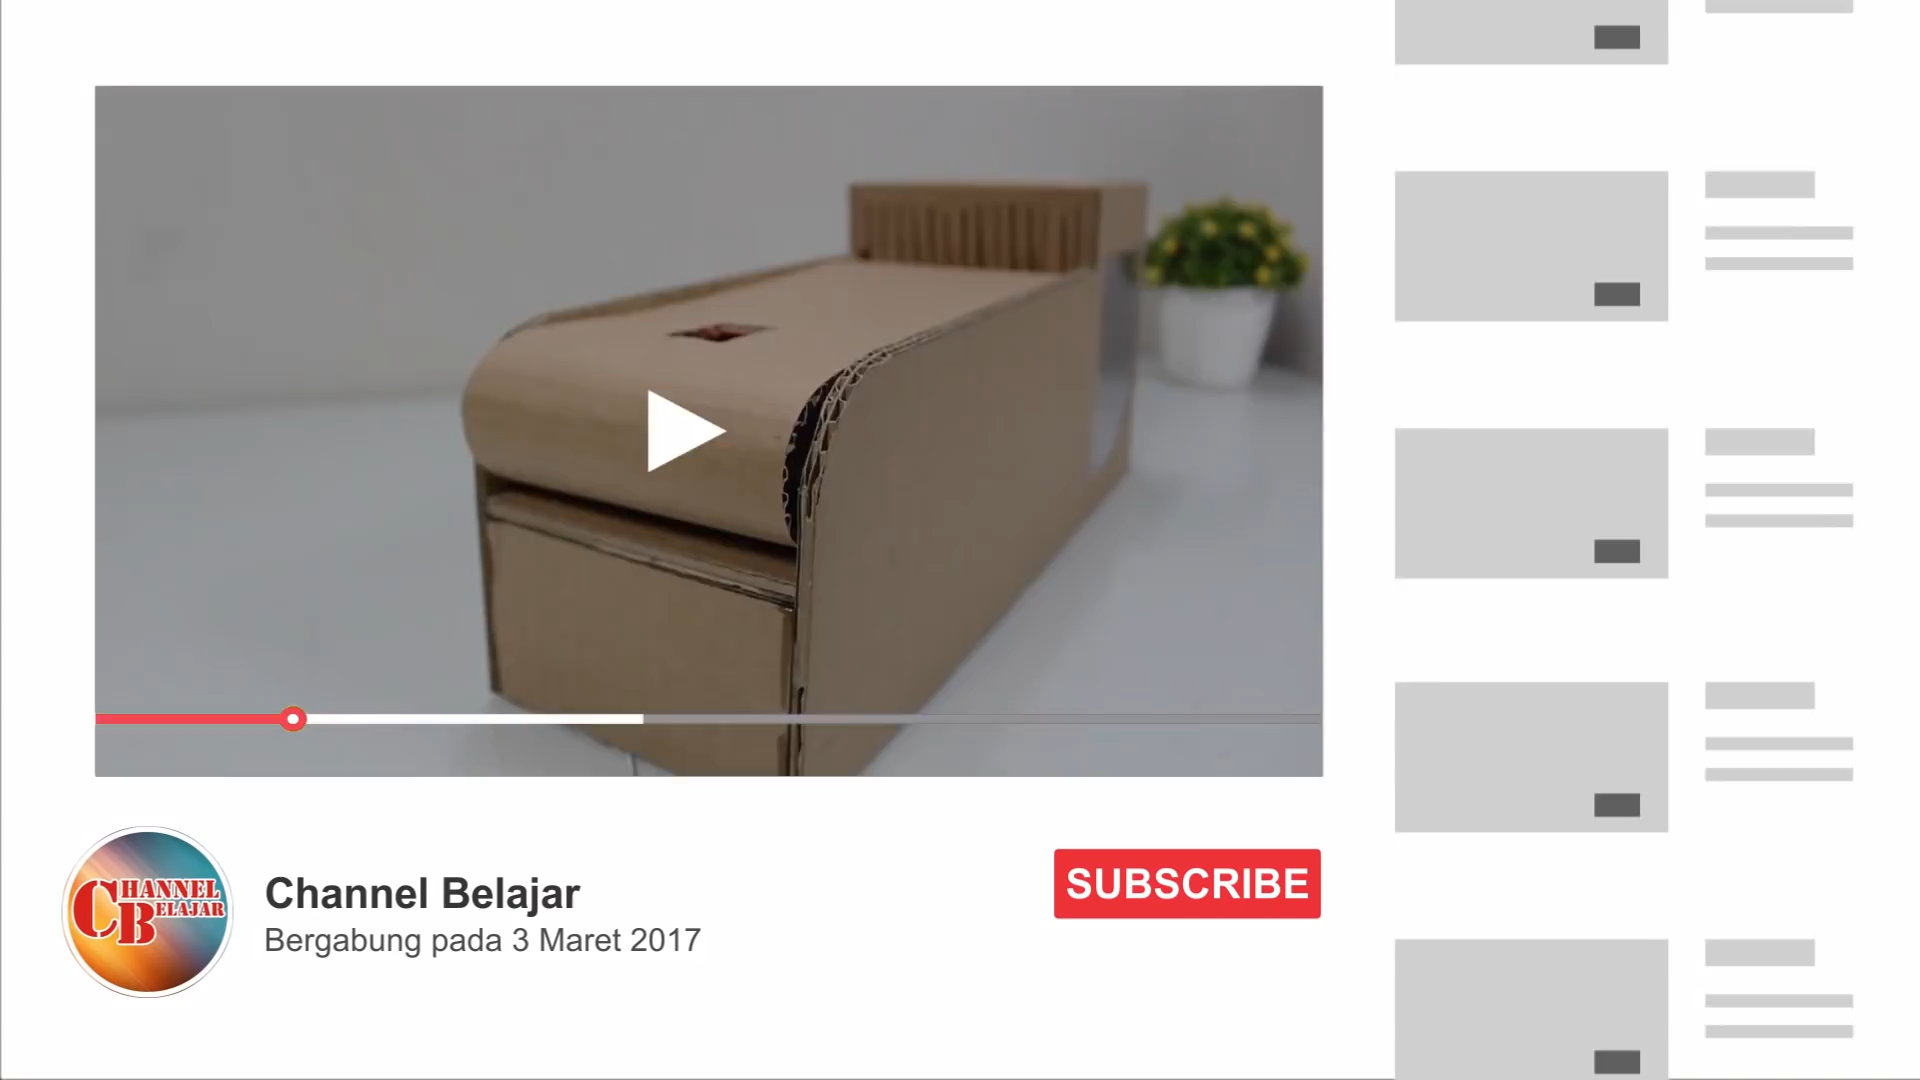 CHANNEL
BELAJAR
Channel Belajar
Bergabung pada 3 Maret 2017
SUBSCRIBE